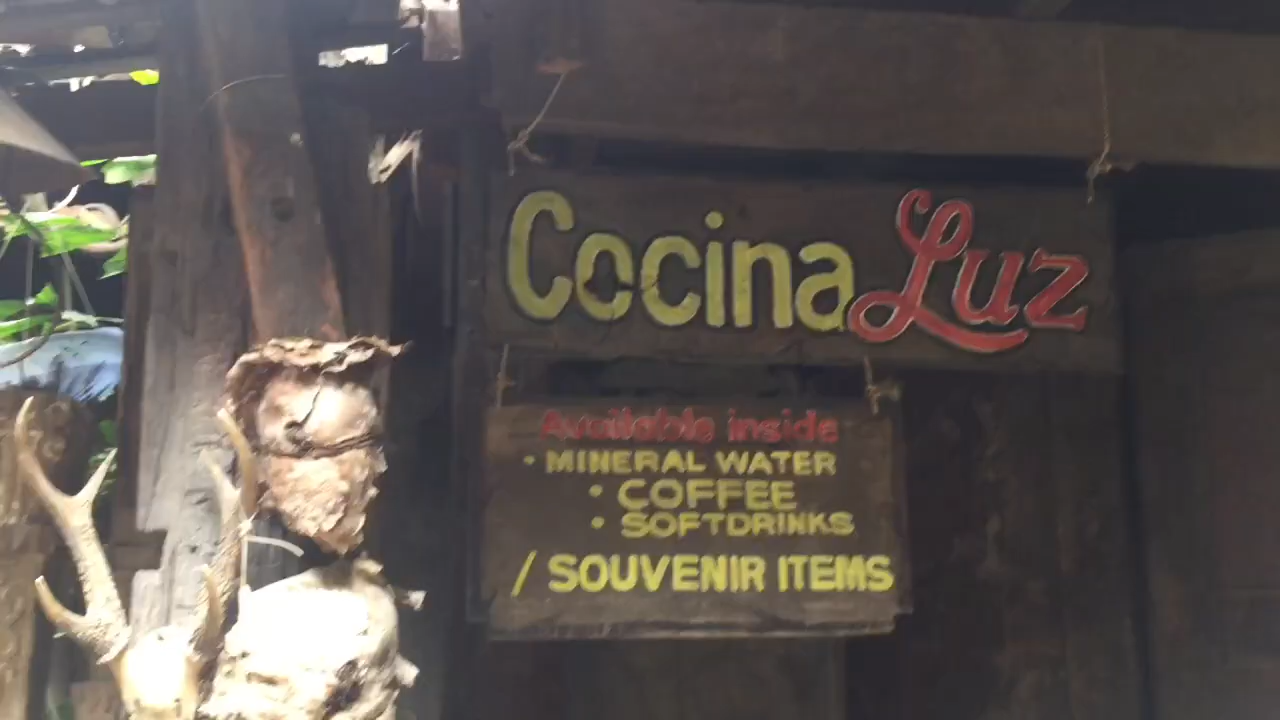 Cocina Luz
Available inside
• MINERAL WATER
• COFFEE
• SOFTDRINKS
/ SOUVENIR ITEMS